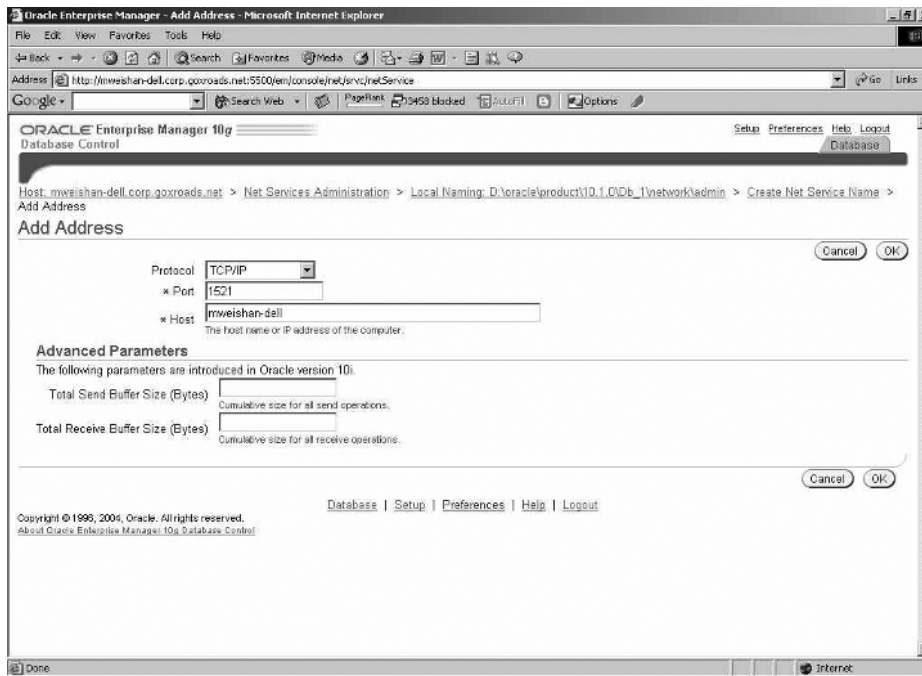 Oracle Enterprise Manager - Add Address - Microsoft Internet Explorer
File Edit View Favorites Tools Help
Back Search Favorites Media
Address http://mweishan-dell.corp.goxroads.net:5500/em/console/net/srvc/netService Go Links
Google Search Web PageRank 3458 blocked AutoFill Options
ORACLE Enterprise Manager 10g
Database Control
Setup Preferences Help Logout
Database
Host: mweishan-dell.corp.goxroads.net > Net Services Administration > Local Naming: D:\oracle\product\10.1.0\Db_1\network\admin > Create Net Service Name >
Add Address
Add Address
Cancel OK
Protocol TCP/IP
* Port 1521
* Host mweishan-dell
The host name or IP address of the computer.
Advanced Parameters
The following parameters are introduced in Oracle version 10i.
Total Send Buffer Size (Bytes)
Cumulative size for all send operations.
Total Receive Buffer Size (Bytes)
Cumulative size for all receive operations.
Cancel OK
Database | Setup | Preferences | Help | Logout
Copyright © 1996, 2004, Oracle. All rights reserved.
About Oracle Enterprise Manager 10g Database Control
Done Internet